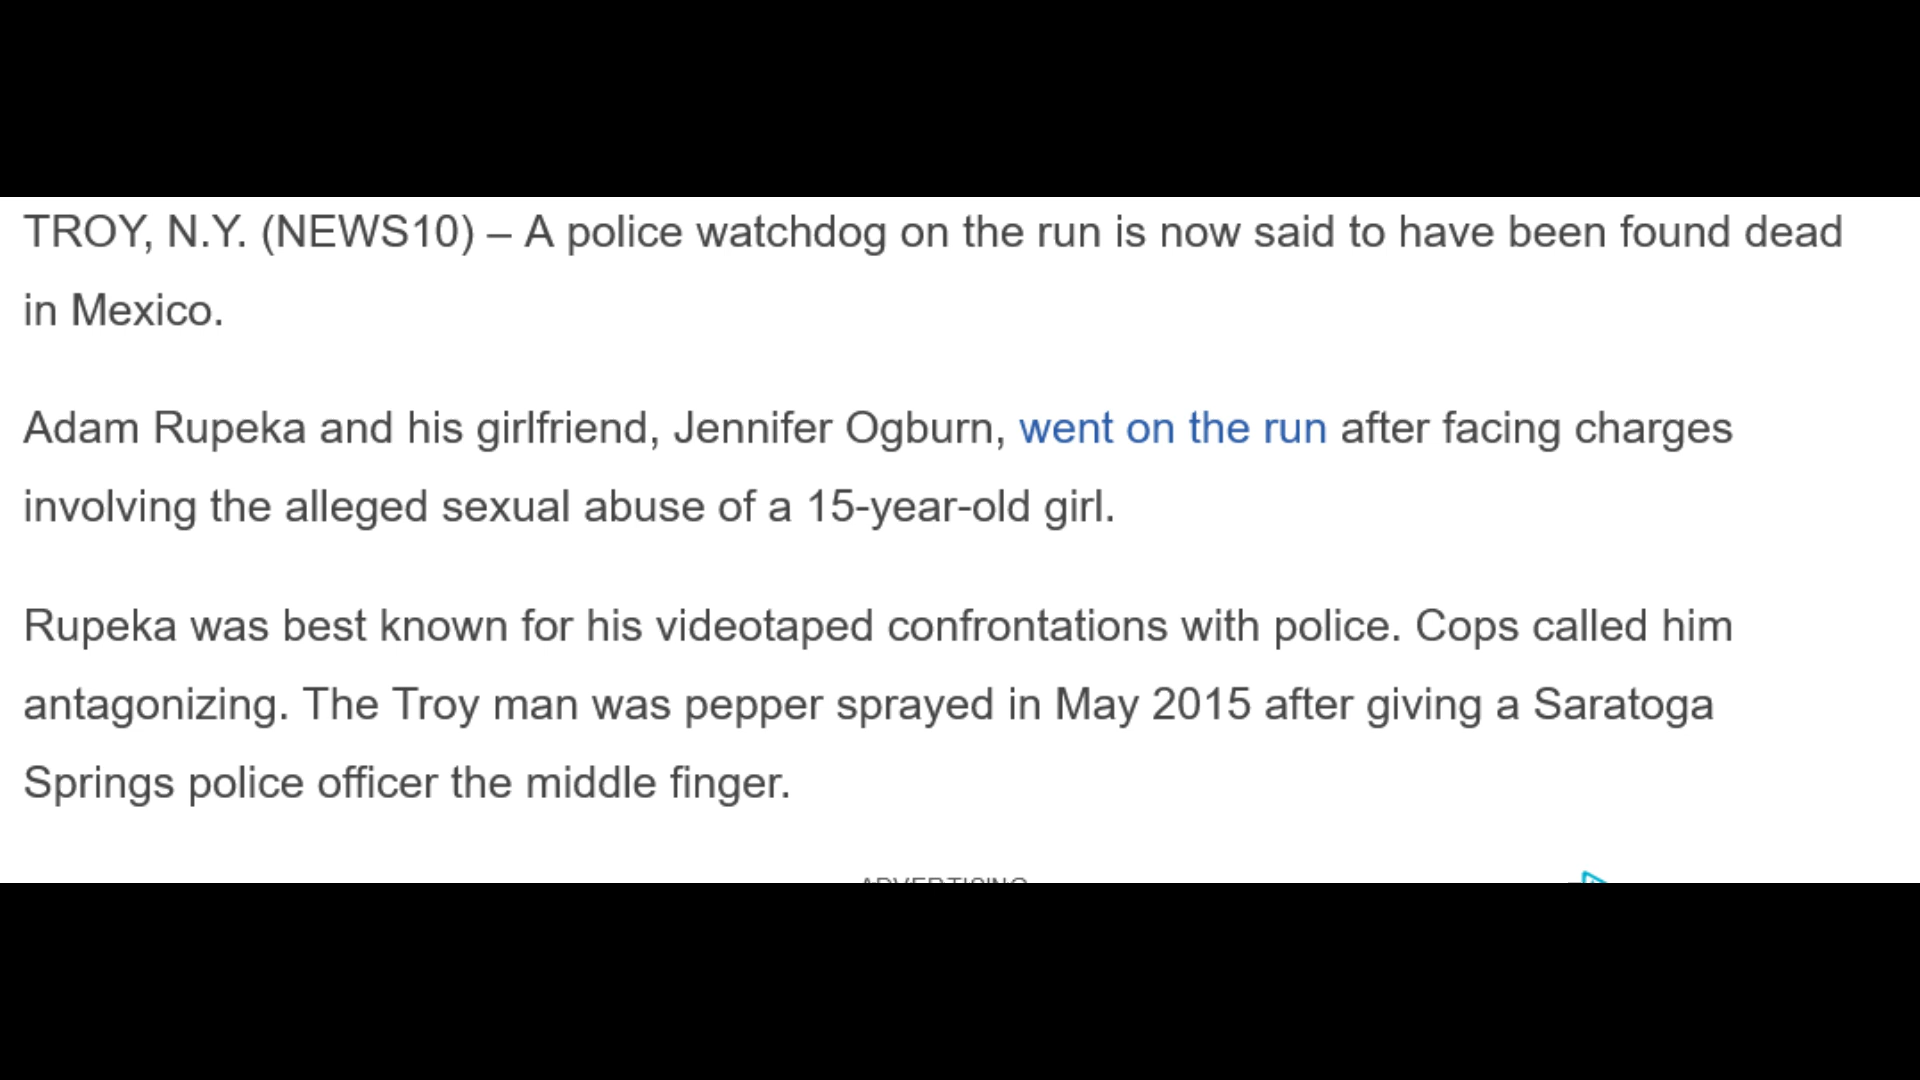 TROY, N.Y. (NEWS10) – A police watchdog on the run is now said to have been found dead
in Mexico.
Adam Rupeka and his girlfriend, Jennifer Ogburn, went on the run after facing charges
involving the alleged sexual abuse of a 15-year-old girl.
Rupeka was best known for his videotaped confrontations with police. Cops called him
antagonizing. The Troy man was pepper sprayed in May 2015 after giving a Saratoga
Springs police officer the middle finger.